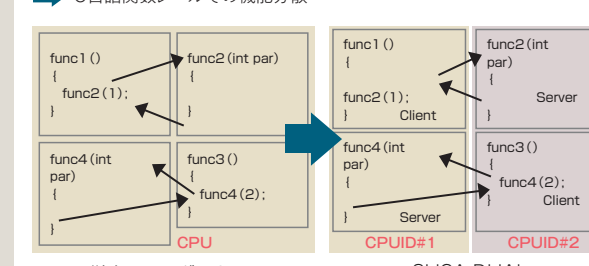 func1()
{
func2(1);
}
func2(int par)
{
}
func4(int
par)
{
}
func3()
{
func4(2);
}
CPU
func1()
{
func2(1);
}
Client
func2(int
par)
{
Server
}
func4(int
par)
{
}
Server
func3()
{
func4(2);
}
Client
CPUID#1
CPUID#2